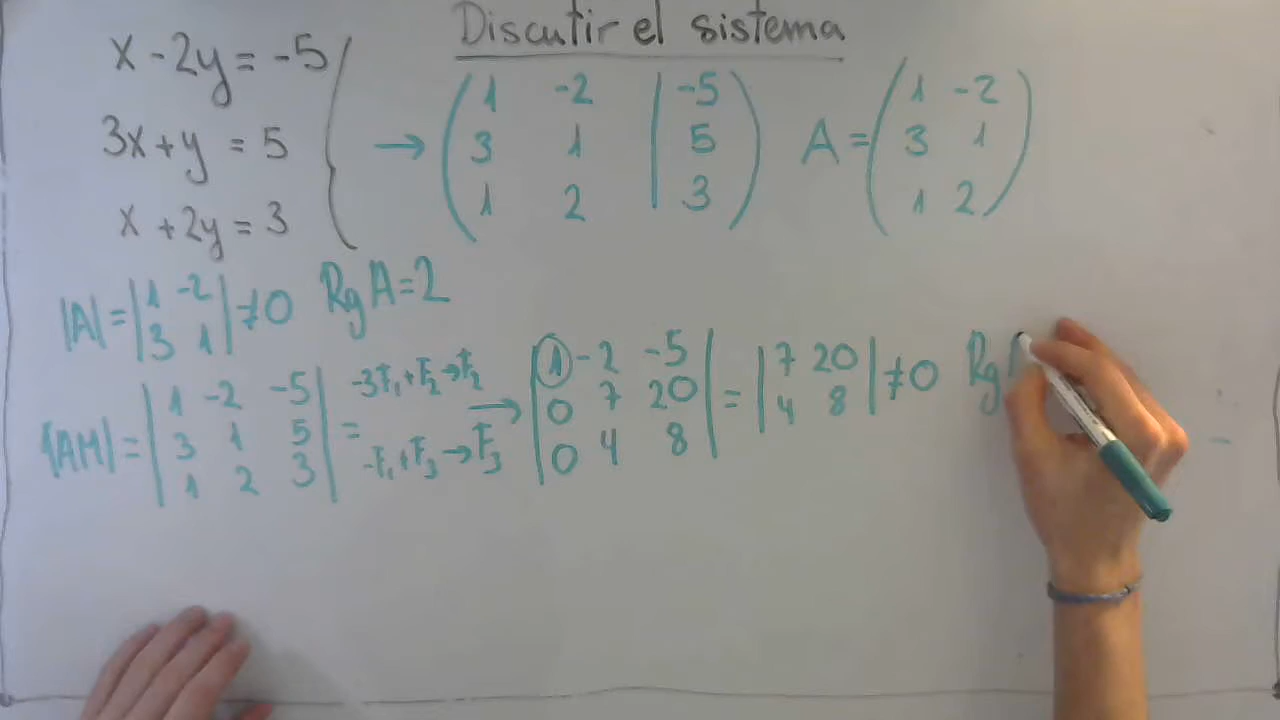 Discutir el sistema
x - 2y = -5
3x + y = 5
x + 2y = 3
→ ( 1 -2 | -5
3 1 | 5
1 2 | 3 )
A = ( 1 -2
3 1
1 2 )
|A| = | 1 -2
3 1 | ≠ 0 Rg A = 2
|AM| = | 1 -2 -5
3 1 5
1 2 3 | =
-3F₁ + F₂ → F₂
-F₁ + F₃ → F₃
→ | 1 -2 -5
0 7 20
0 4 8 |
= | 7 20
4 8 | ≠ 0 Rg